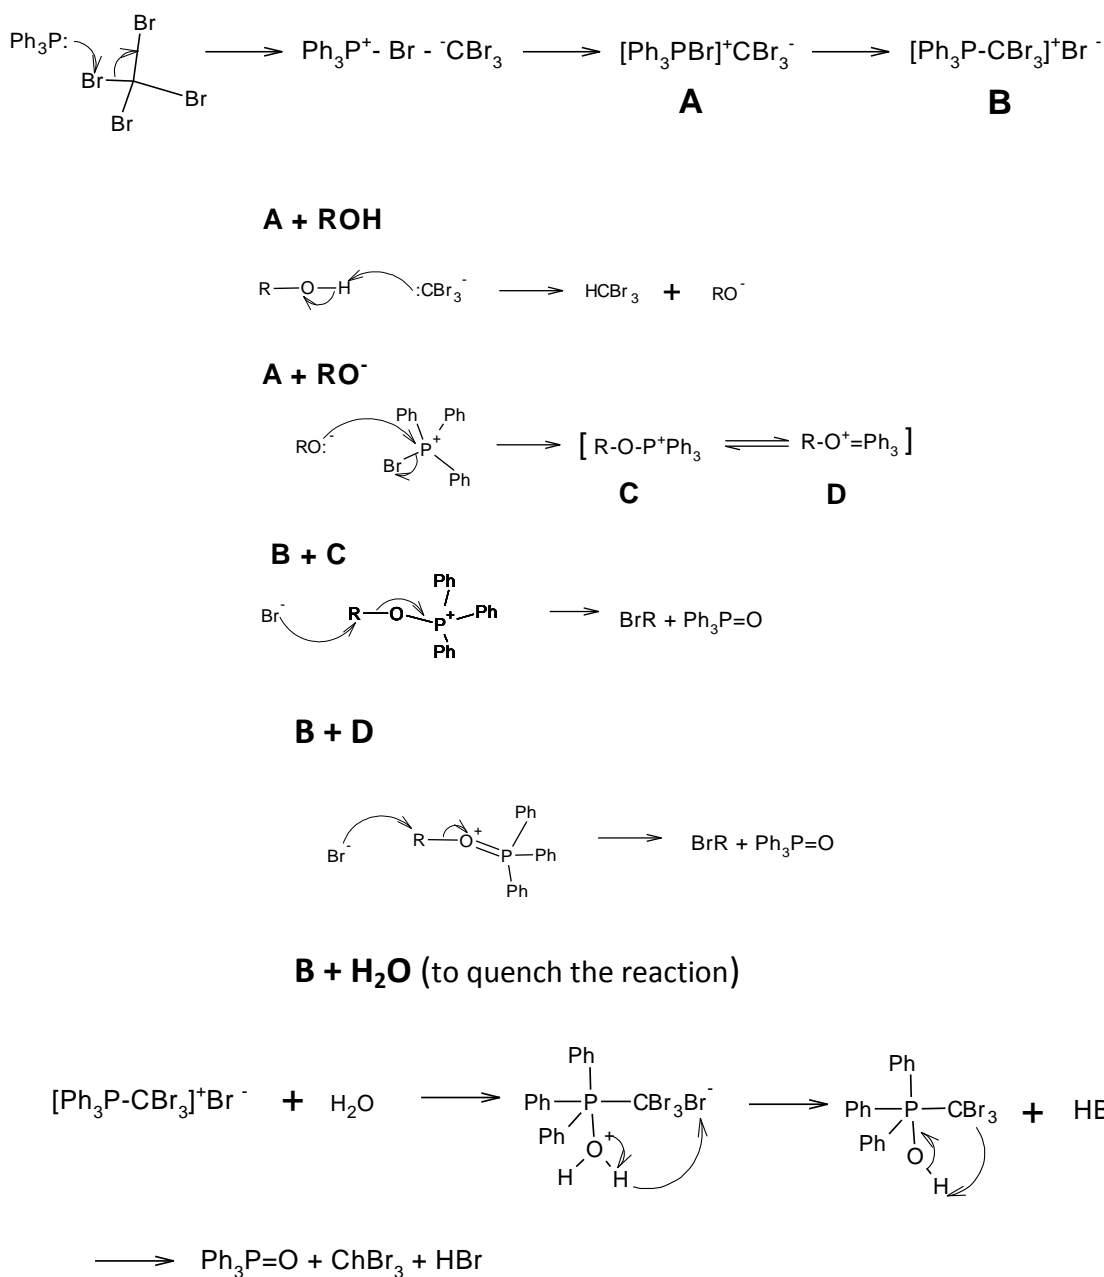 Ph₃P: Br Br Br Br → Ph₃P⁺- Br - ⁻CBr₃ → [Ph₃PBr]⁺CBr₃⁻ → [Ph₃P-CBr₃]⁺Br ⁻
A B
A + ROH
R O H :CBr₃⁻ → HCBr₃ + RO⁻
A + RO⁻
RO:⁻ Ph Ph P⁺ Br Ph → [ R-O-P⁺Ph₃ ⇌ R-O⁺=Ph₃ ]
C D
B + C
Br⁻ R O P⁺ Ph Ph Ph → BrR + Ph₃P=O
B + D
Br⁻ R O⁺ P Ph Ph Ph → BrR + Ph₃P=O
B + H₂O (to quench the reaction)
[Ph₃P-CBr₃]⁺Br ⁻ + H₂O → Ph Ph Ph P CBr₃Br⁻ O⁺ H H → Ph Ph Ph P CBr₃ O H + HB
→ Ph₃P=O + ChBr₃ + HBr